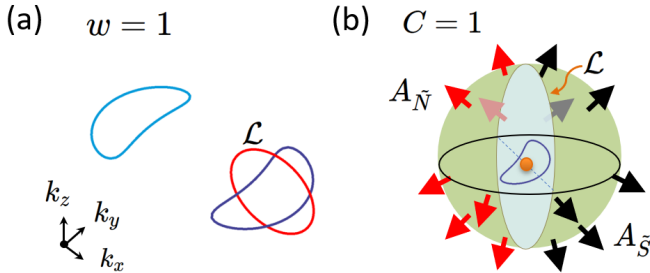 (a) w = 1
ℒ
k_z
k_y
k_x
(b) C = 1
ℒ
A_Ñ
A_S̃